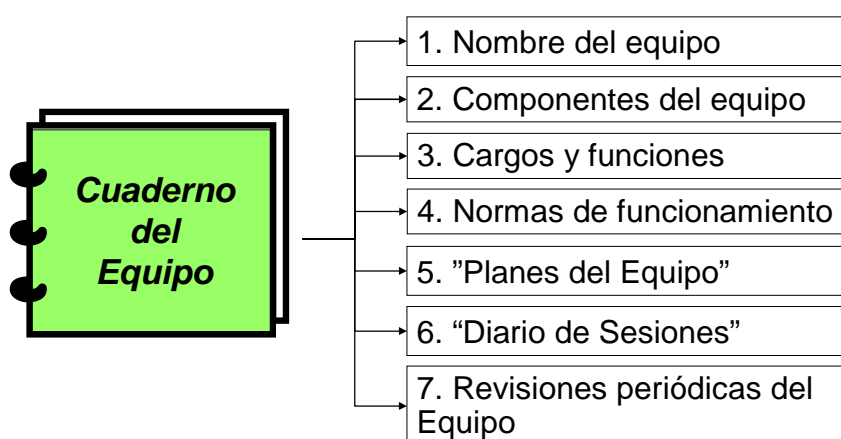 Cuaderno
del
Equipo
1. Nombre del equipo
2. Componentes del equipo
3. Cargos y funciones
4. Normas de funcionamiento
5. ”Planes del Equipo”
6. “Diario de Sesiones”
7. Revisiones periódicas del
Equipo